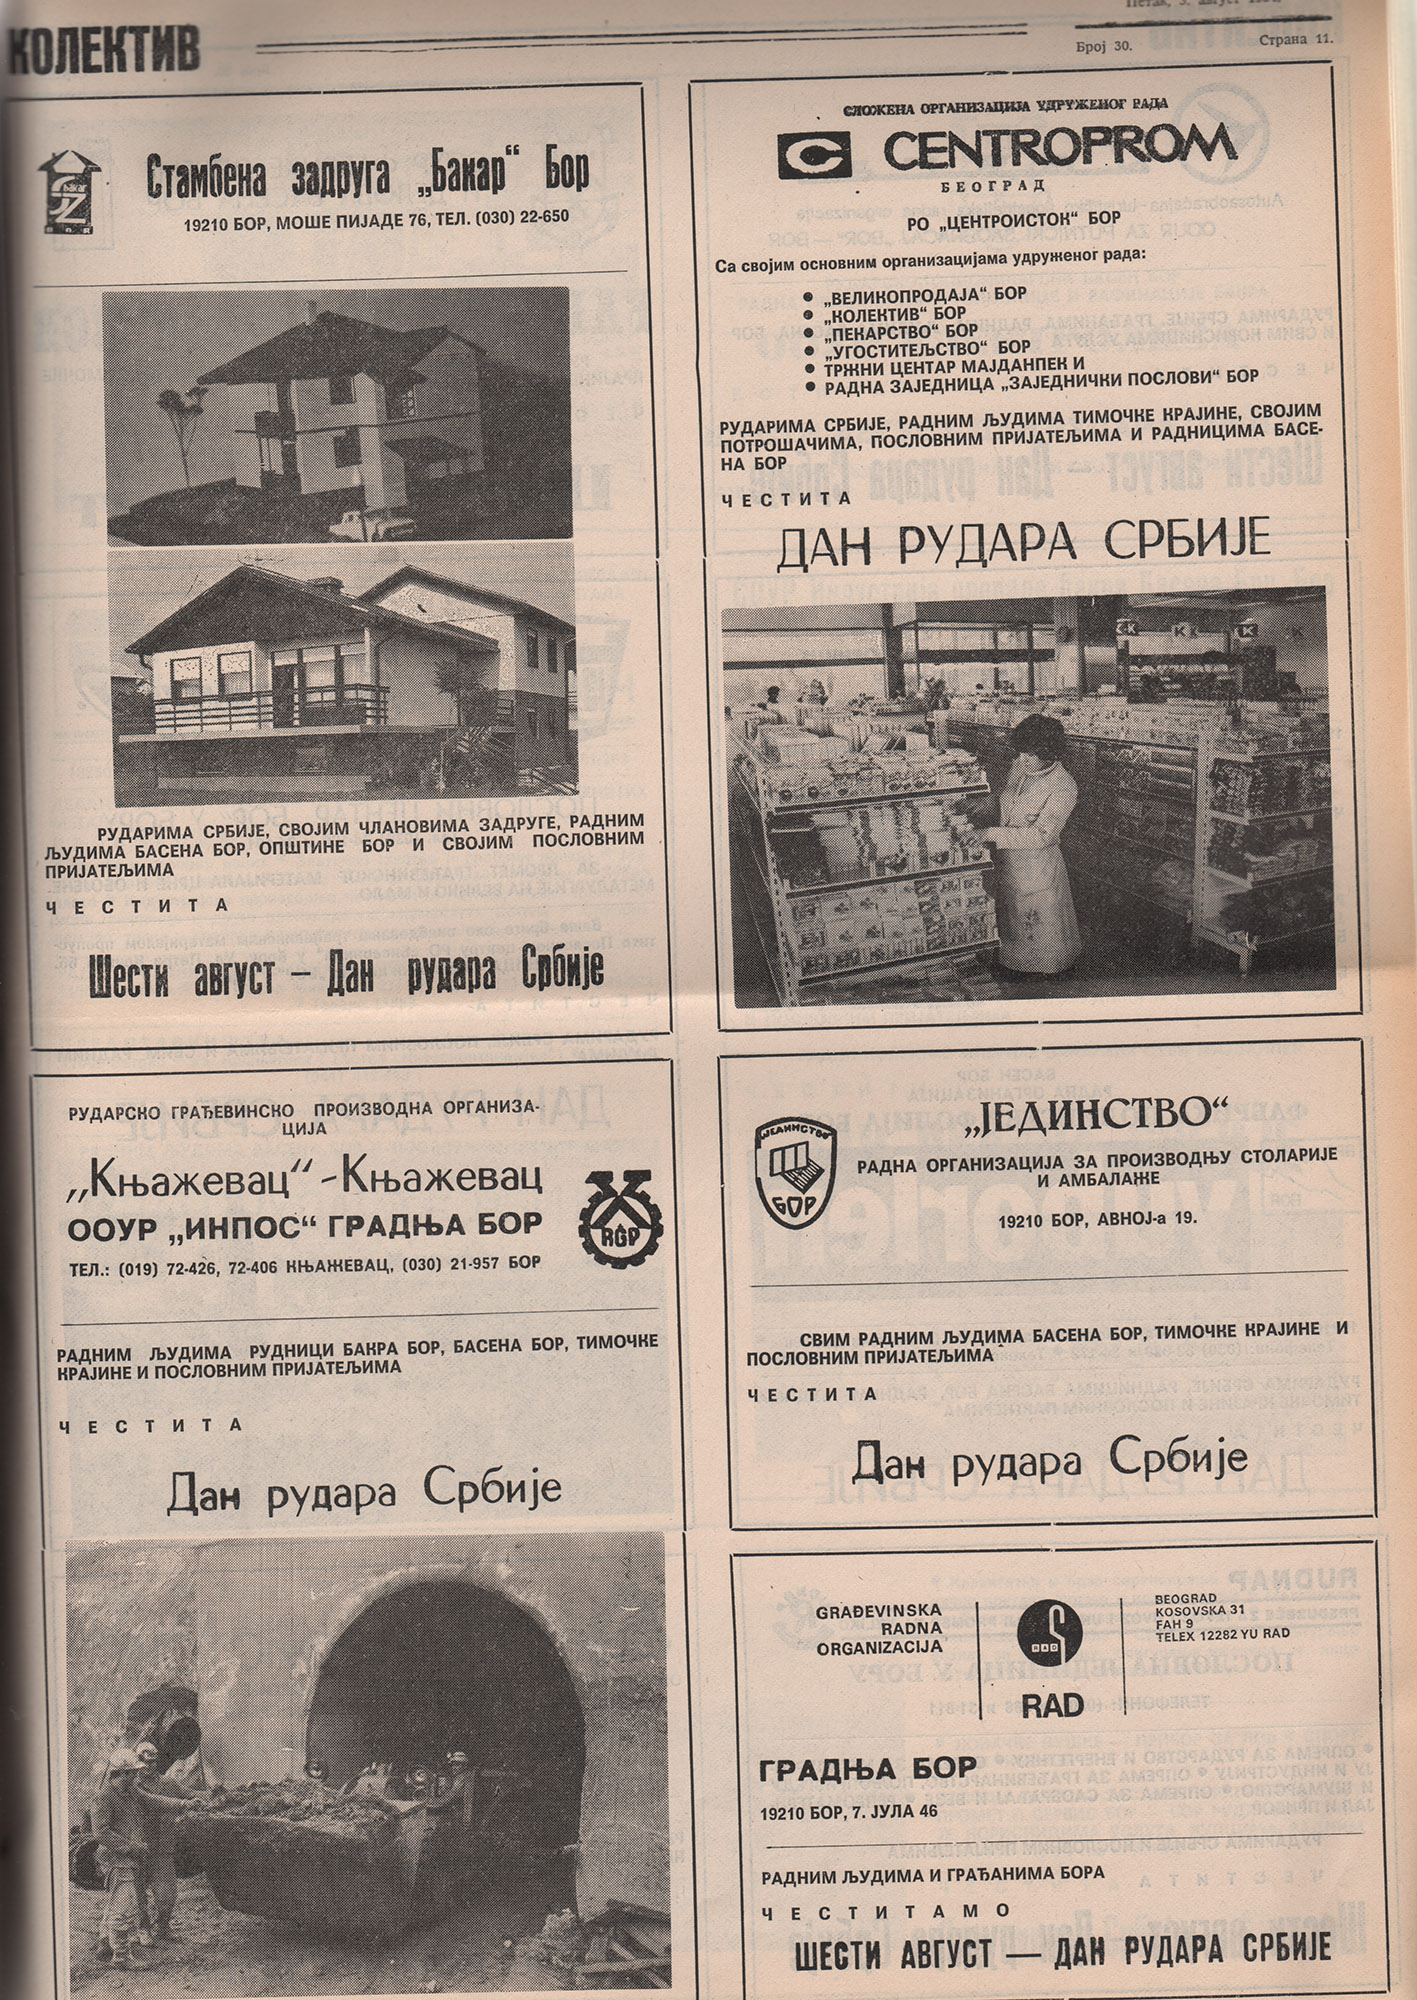 КОЛЕКТИВ
Број 30.
Страна 11.
Стамбена задруга „Бакар“ Бор
19210 БОР, МОШЕ ПИЈАДЕ 76, ТЕЛ. (030) 22-650
РУДАРИМА СРБИЈЕ, СВОЈИМ ЧЛАНОВИМА ЗАДРУГЕ, РАДНИМ
ЉУДИМА БАСЕНА БОР, ОПШТИНЕ БОР И СВОЈИМ ПОСЛОВНИМ
ПРИЈАТЕЉИМА
Ч Е С Т И Т А
Шести август – Дан рудара Србије
СЛОЖЕНА ОРГАНИЗАЦИЈА УДРУЖЕНОГ РАДА
CENTROPROM
БЕОГРАД
РО „ЦЕНТРОИСТОК“ БОР
Са својим основним организацијама удруженог рада:
● „ВЕЛИКОПРОДАЈА“ БОР
● „КОЛЕКТИВ“ БОР
● „ПЕКАРСТВО“ БОР
● „УГОСТИТЕЉСТВО“ БОР
● ТРЖНИ ЦЕНТАР МАЈДАНПЕК И
● РАДНА ЗАЈЕДНИЦА „ЗАЈЕДНИЧКИ ПОСЛОВИ“ БОР
РУДАРИМА СРБИЈЕ, РАДНИМ ЉУДИМА ТИМОЧКЕ КРАЈИНЕ, СВОЈИМ
ПОТРОШАЧИМА, ПОСЛОВНИМ ПРИЈАТЕЉИМА И РАДНИЦИМА БАСЕ-
НА БОР
Ч Е С Т И Т А
ДАН РУДАРА СРБИЈЕ
РУДАРСКО ГРАЂЕВИНСКО ПРОИЗВОДНА ОРГАНИЗА-
ЦИЈА
„Књажевац“ -Књажевац
ООУР „ИНПОС“ ГРАДЊА БОР
ТЕЛ.: (019) 72-426, 72-406 КЊАЖЕВАЦ, (030) 21-957 БОР
RGP
РАДНИМ ЉУДИМА РУДНИЦИ БАКРА БОР, БАСЕНА БОР, ТИМОЧКЕ
КРАЈИНЕ И ПОСЛОВНИМ ПРИЈАТЕЉИМА
Ч Е С Т И Т А
Дан рудара Србије
ЈЕДИНСТВО
БОР
„ЈЕДИНСТВО“
РАДНА ОРГАНИЗАЦИЈА ЗА ПРОИЗВОДЊУ СТОЛАРИЈЕ
И АМБАЛАЖЕ
19210 БОР, АВНОЈ-а 19.
СВИМ РАДНИМ ЉУДИМА БАСЕНА БОР, ТИМОЧКЕ КРАЈИНЕ И
ПОСЛОВНИМ ПРИЈАТЕЉИМА
ЧЕСТИТА
Дан рудара Србије
GRAĐEVINSKA
RADNA
ORGANIZACIJA
RAD
RAD
BEOGRAD
KOSOVSKA 31
FAH 9
TELEX 12282 YU RAD
ГРАДЊА БОР
19210 БОР, 7. ЈУЛА 46
РАДНИМ ЉУДИМА И ГРАЂАНИМА БОРА
Ч Е С Т И Т А М О
ШЕСТИ АВГУСТ — ДАН РУДАРА СРБИЈЕ